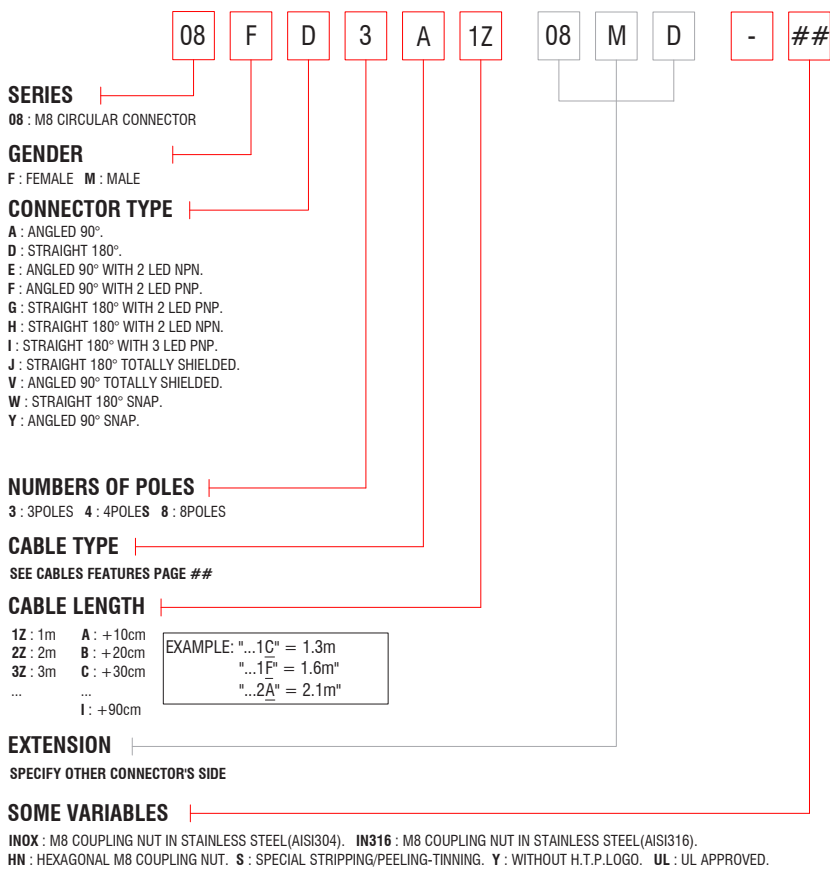 08 F D 3 A 1Z 08 M D - ##
SERIES
08 : M8 CIRCULAR CONNECTOR
GENDER
F : FEMALE M : MALE
CONNECTOR TYPE
A : ANGLED 90°.
D : STRAIGHT 180°.
E : ANGLED 90° WITH 2 LED NPN.
F : ANGLED 90° WITH 2 LED PNP.
G : STRAIGHT 180° WITH 2 LED PNP.
H : STRAIGHT 180° WITH 2 LED NPN.
I : STRAIGHT 180° WITH 3 LED PNP.
J : STRAIGHT 180° TOTALLY SHIELDED.
V : ANGLED 90° TOTALLY SHIELDED.
W : STRAIGHT 180° SNAP.
Y : ANGLED 90° SNAP.
NUMBERS OF POLES
3 : 3POLES 4 : 4POLES 8 : 8POLES
CABLE TYPE
SEE CABLES FEATURES PAGE ##
CABLE LENGTH
1Z : 1m A : +10cm
2Z : 2m B : +20cm
3Z : 3m C : +30cm
... ...
I : +90cm
EXAMPLE: "...1C" = 1.3m
"...1F" = 1.6m"
"...2A" = 2.1m"
EXTENSION
SPECIFY OTHER CONNECTOR'S SIDE
SOME VARIABLES
INOX : M8 COUPLING NUT IN STAINLESS STEEL(AISI304). IN316 : M8 COUPLING NUT IN STAINLESS STEEL(AISI316).
HN : HEXAGONAL M8 COUPLING NUT. S : SPECIAL STRIPPING/PEELING-TINNING. Y : WITHOUT H.T.P.LOGO. UL : UL APPROVED.